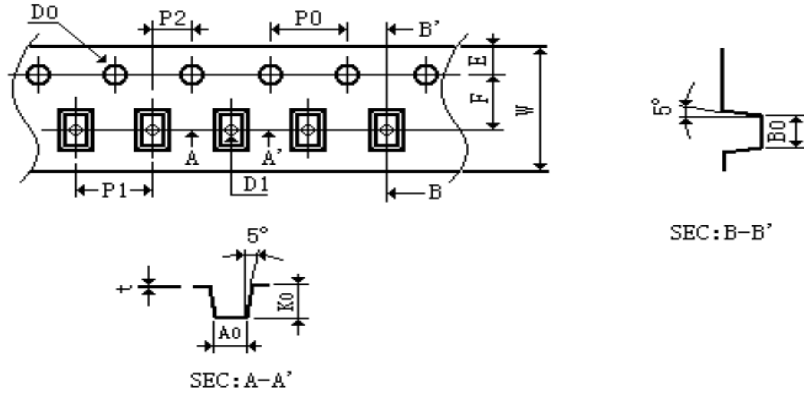 D0
P2
P0
B'
E
F
W
A
A'
P1
D1
B
5°
B0
SEC:B-B'
5°
t
K0
A0
SEC:A-A'